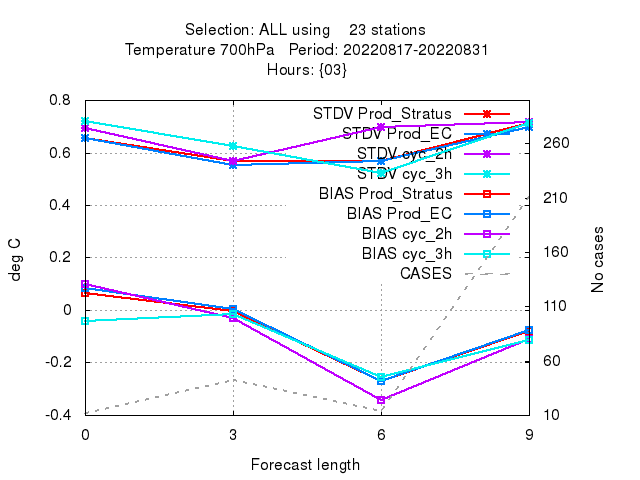 Selection: ALL using 23 stations
Temperature 700hPa Period: 20220817-20220831
Hours: {03}
0.8
0.6
0.4
0.2
0
-0.2
-0.4
deg C
STDV Prod_Stratus
STDV Prod_EC
STDV cyc_2h
STDV cyc_3h
BIAS Prod_Stratus
BIAS Prod_EC
BIAS cyc_2h
BIAS cyc_3h
CASES
260
210
160
110
60
10
No cases
0 3 6 9
Forecast length